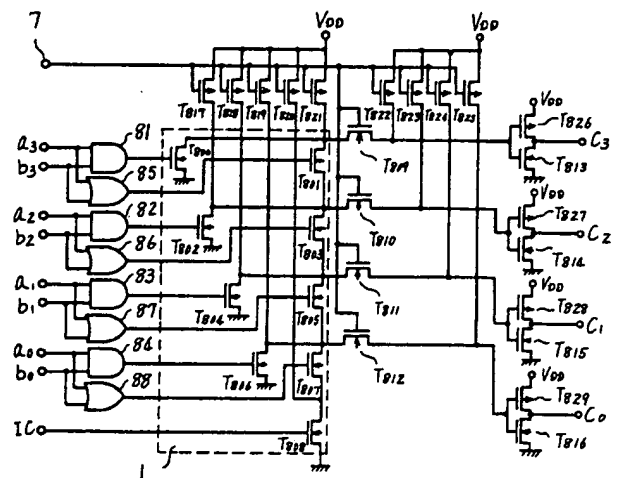 7
VDD
VDD
T817
T818
T819
T820
T821
T822
T823
T824
T825
VDD
T826
C3
T813
a3
b3
81
85
T800
T801
T809
a2
b2
82
86
T802
T803
T810
VDD
T827
C2
T814
a1
b1
83
87
T804
T805
T811
VDD
T828
C1
T815
a0
b0
84
88
T806
T807
T812
VDD
T829
C0
T816
IC
T808
1